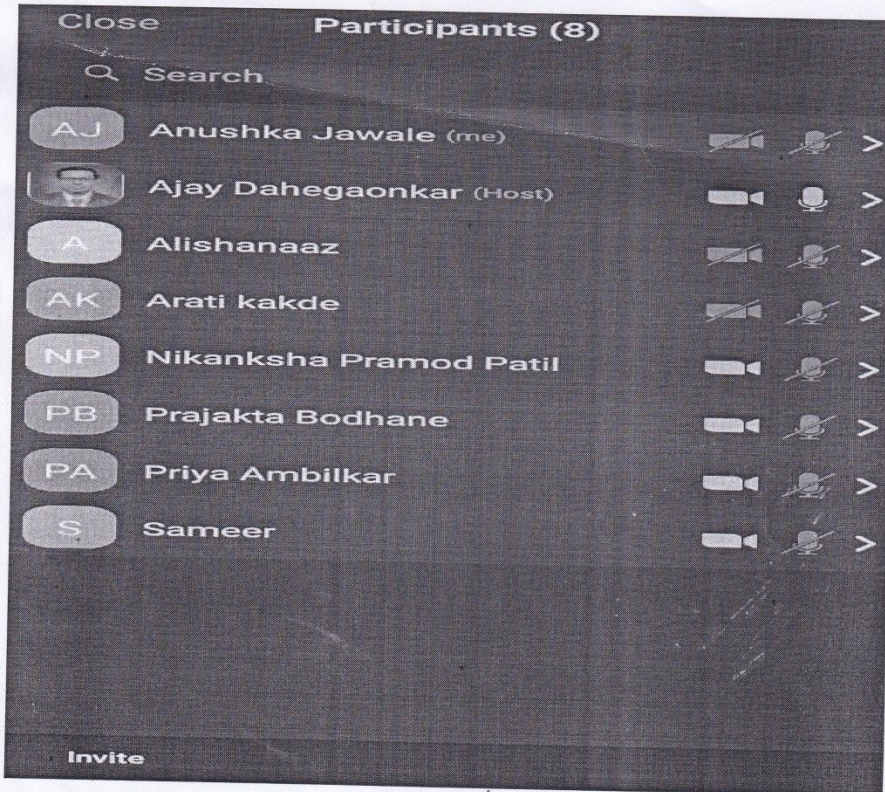 Close Participants (8)
Search
AJ Anushka Jawale (me)
Ajay Dahegaonkar (Host)
A Alishanaaz
AK Arati kakde
NP Nikanksha Pramod Patil
PB Prajakta Bodhane
PA Priya Ambilkar
S Sameer
Invite